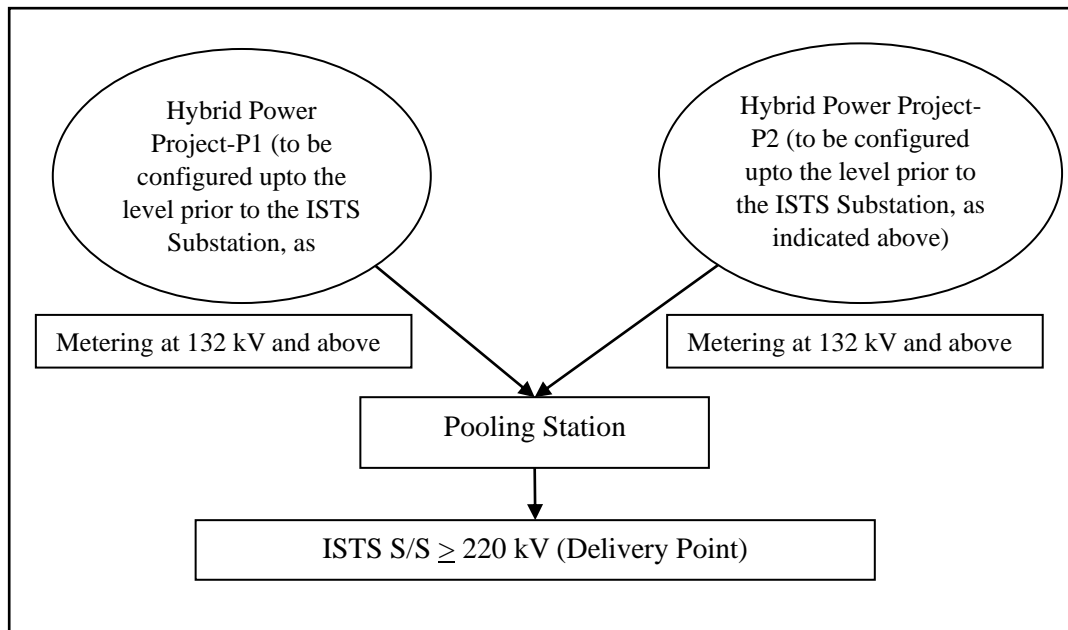 Hybrid Power
Project-P1 (to be
configured upto the
level prior to the ISTS
Substation, as
Hybrid Power Project-
P2 (to be configured
upto the level prior to
the ISTS Substation, as
indicated above)
Metering at 132 kV and above
Metering at 132 kV and above
Pooling Station
ISTS S/S ≥ 220 kV (Delivery Point)